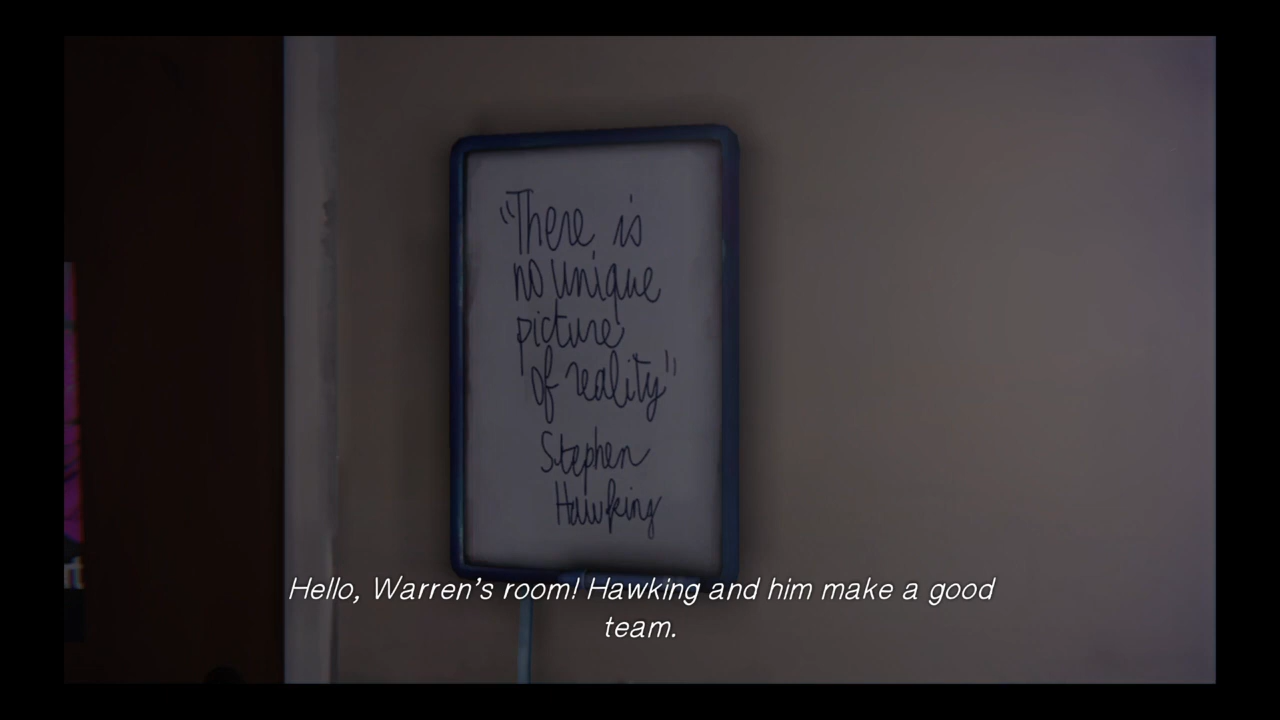 "There is
no unique
picture
of reality"
Stephen
Hawking
Hello, Warren's room! Hawking and him make a good
team.